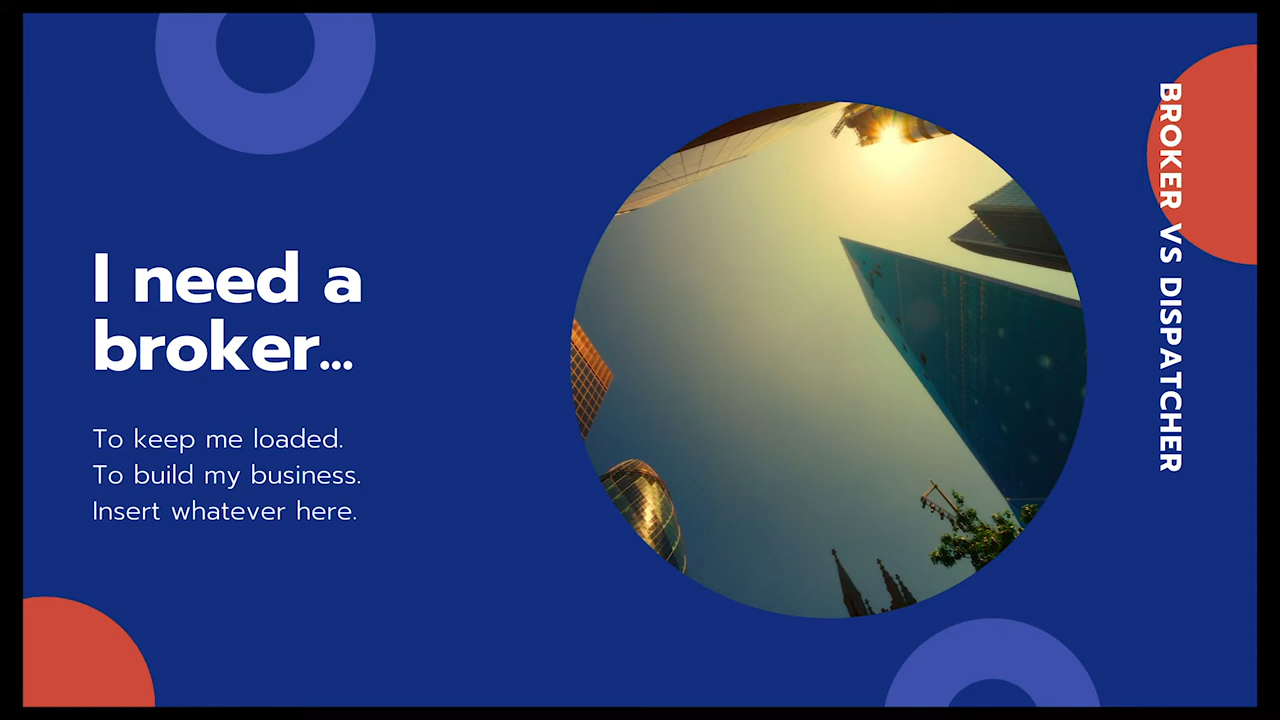 I need a
broker...
To keep me loaded.
To build my business.
Insert whatever here.
BROKER VS DISPATCHER